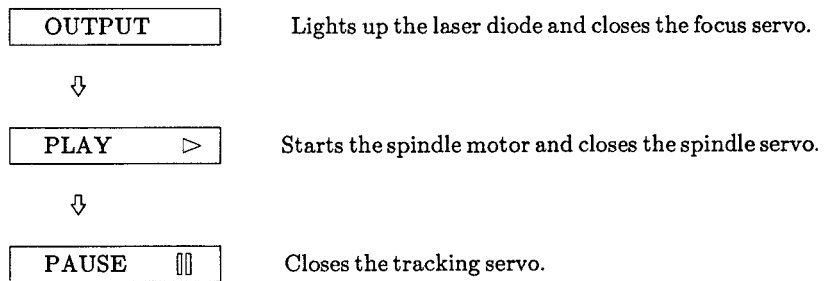 OUTPUT Lights up the laser diode and closes the focus servo.
PLAY ▷ Starts the spindle motor and closes the spindle servo.
PAUSE Closes the tracking servo.